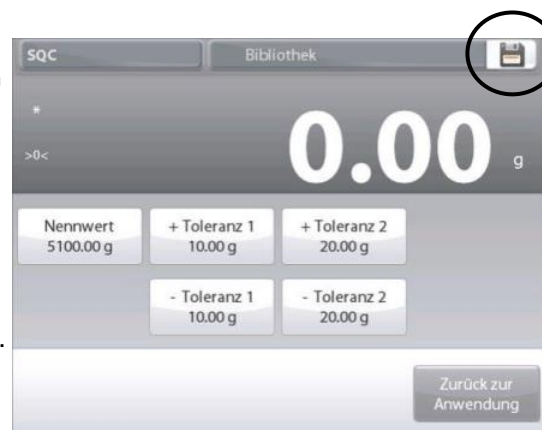 SQC
Bibliothek
*
>0<
0.00 g
Nennwert
5100.00 g
+ Toleranz 1
10.00 g
+ Toleranz 2
20.00 g
- Toleranz 1
10.00 g
- Toleranz 2
20.00 g
.
Zurück zur
Anwendung